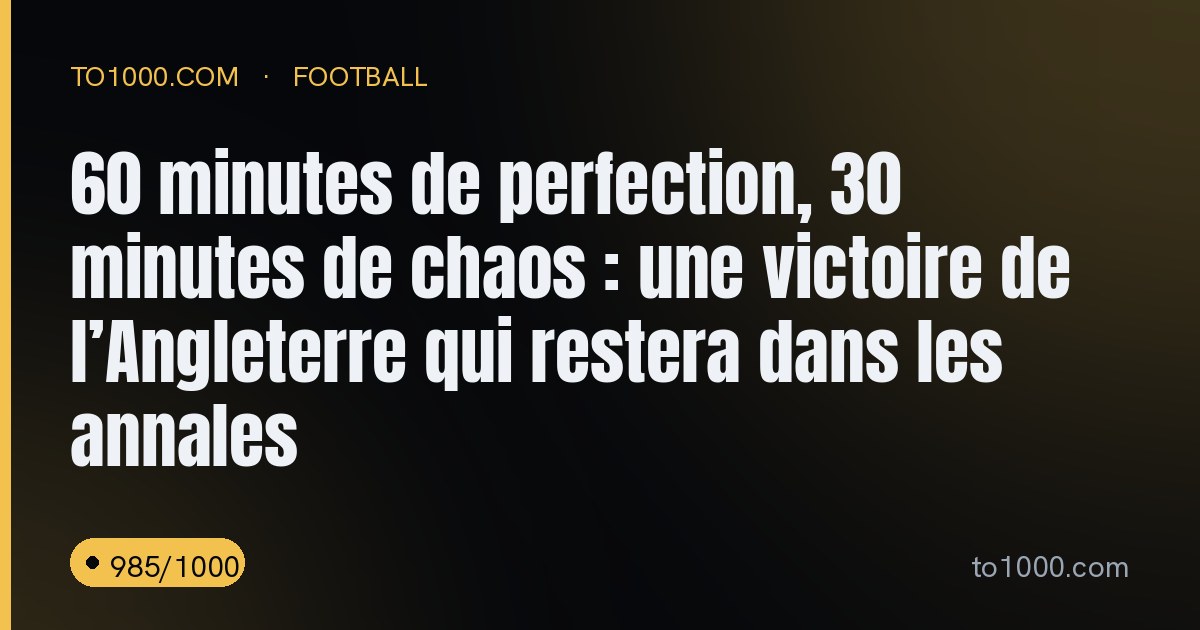 TO1000.COM · FOOTBALL
60 minutes de perfection, 30
minutes de chaos : une victoire de
l’Angleterre qui restera dans les
annales
985/1000
to1000.com